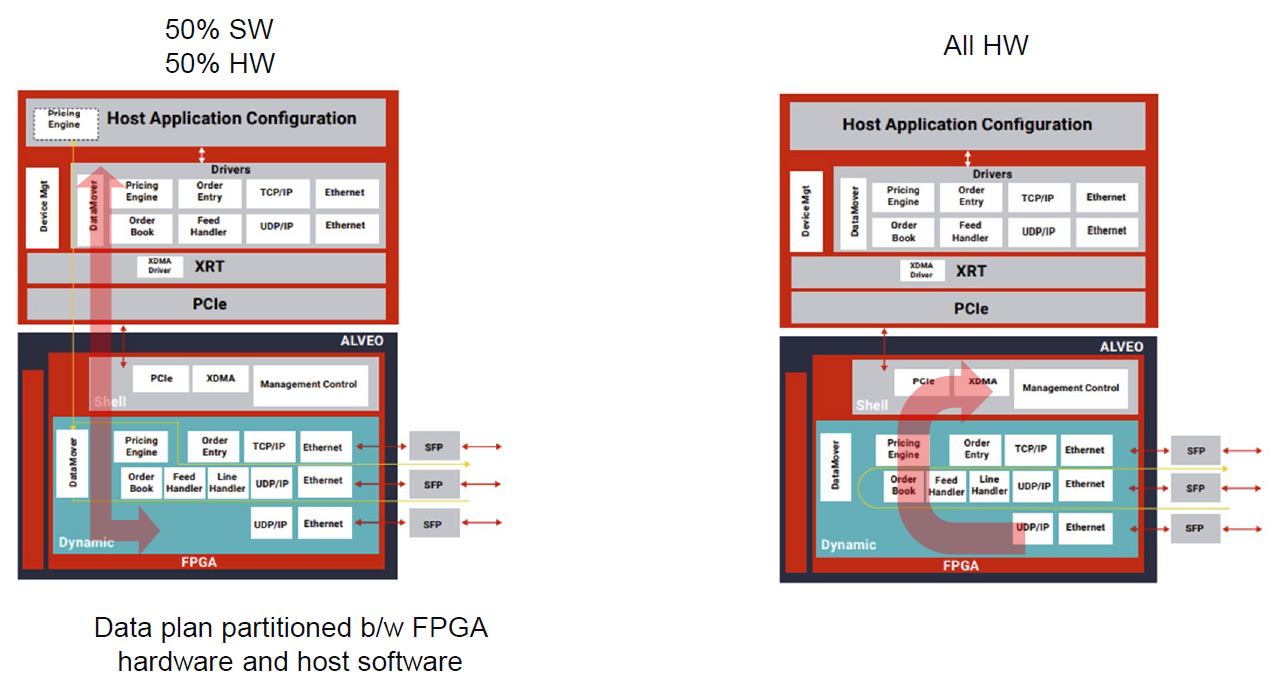 50% SW
50% HW
Pricing
Engine
Host Application Configuration
Drivers
Device Mgt
DataMover
Pricing
Engine
Order
Entry
TCP/IP
Ethernet
Order
Book
Feed
Handler
UDP/IP
Ethernet
XDMA
Driver
XRT
PCIe
ALVEO
PCIe
XDMA
Management Control
Shell
DataMover
Pricing
Engine
Order
Entry
TCP/IP
Ethernet
SFP
Order
Book
Feed
Handler
Line
Handler
UDP/IP
Ethernet
SFP
UDP/IP
Ethernet
SFP
Dynamic
FPGA
Data plan partitioned b/w FPGA
hardware and host software
All HW
Host Application Configuration
Drivers
Device Mgt
DataMover
Pricing
Engine
Order
Entry
TCP/IP
Ethernet
Order
Book
Feed
Handler
UDP/IP
Ethernet
XDMA
Driver
XRT
PCIe
ALVEO
PCIe
XDMA
Management Control
Shell
DataMover
Pricing
Engine
Order
Entry
TCP/IP
Ethernet
SFP
Order
Book
Feed
Handler
Line
Handler
UDP/IP
Ethernet
SFP
UDP/IP
Ethernet
SFP
Dynamic
FPGA